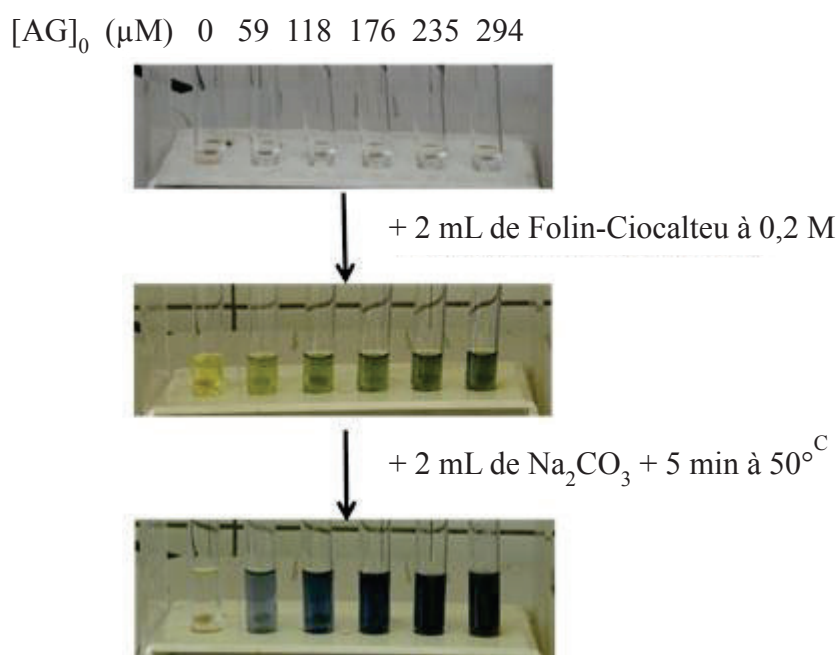 [AG]₀ (µM) 0 59 118 176 235 294
+ 2 mL de Folin-Ciocalteu à 0,2 M
+ 2 mL de Na₂CO₃ + 5 min à 50°C